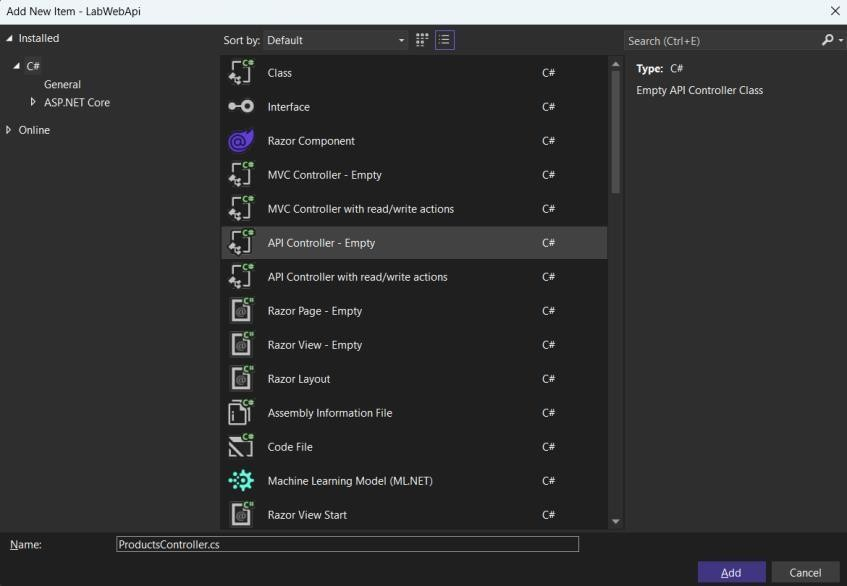 Add New Item - LabWebApi
Installed
C#
General
ASP.NET Core
Online
Sort by: Default
Class C#
Interface C#
Razor Component C#
MVC Controller - Empty C#
MVC Controller with read/write actions C#
API Controller - Empty C#
API Controller with read/write actions C#
Razor Page - Empty C#
Razor View - Empty C#
Razor Layout C#
Assembly Information File C#
Code File C#
Machine Learning Model (ML.NET) C#
Razor View Start C#
Search (Ctrl+E)
Type: C#
Empty API Controller Class
Name: ProductsController.cs
Add Cancel